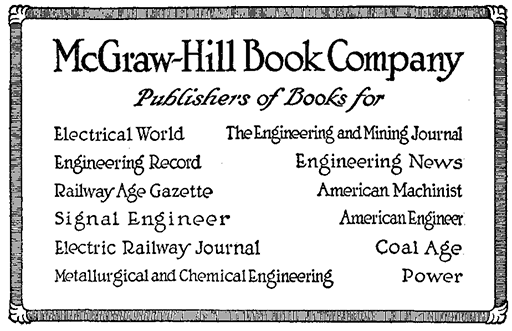 McGraw-Hill Book Company
Publishers of Books for
Electrical World The Engineering and Mining Journal
Engineering Record Engineering News
Railway Age Gazette American Machinist
Signal Engineer American Engineer
Electric Railway Journal Coal Age
Metallurgical and Chemical Engineering Power